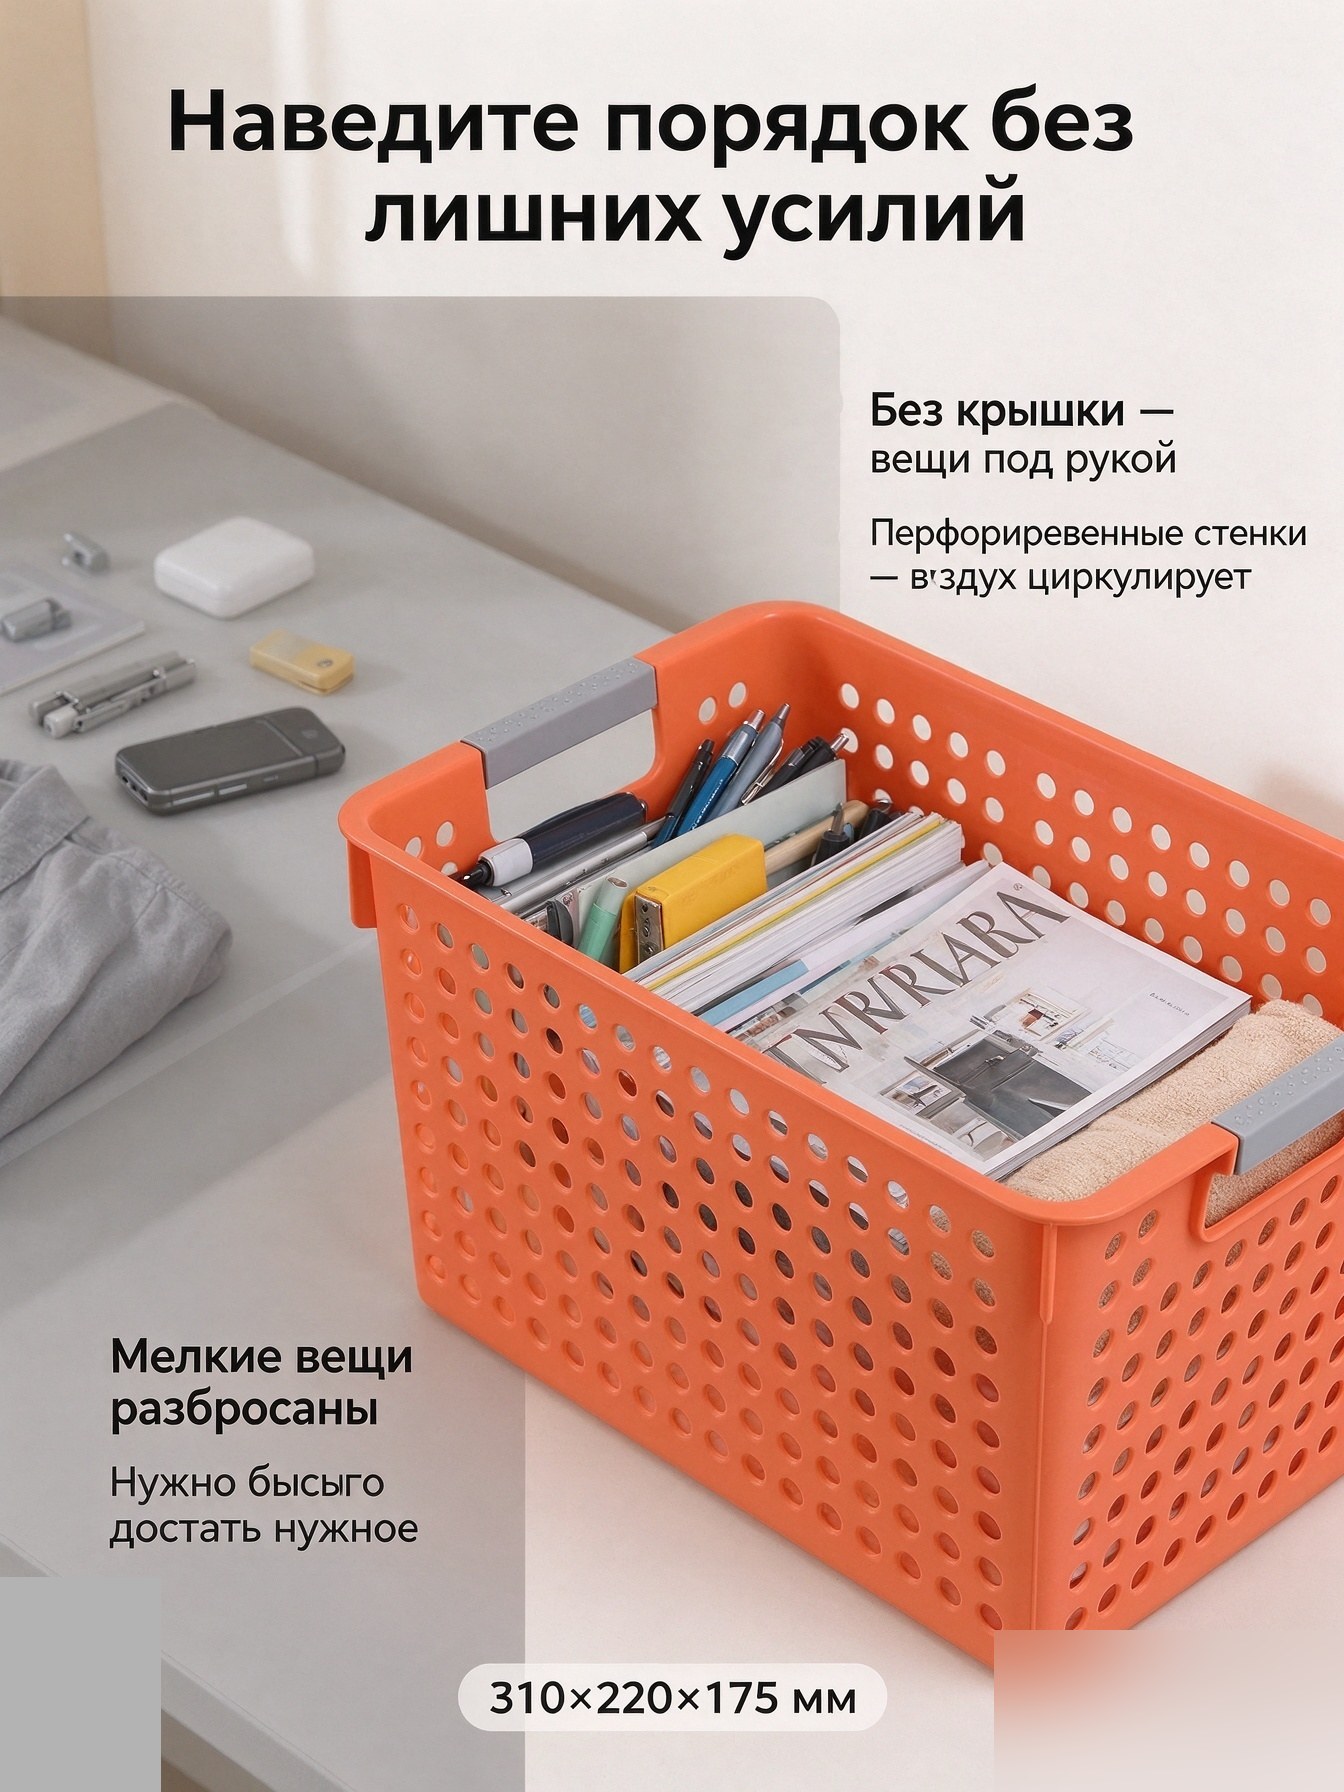 Наведите порядок без
лишних усилий
Без крышки —
вещи под рукой
Перфориревенные стенки
— воздух циркулирует
Мелкие вещи
разбросаны
Нужно бысыго
достать нужное
310×220×175 мм